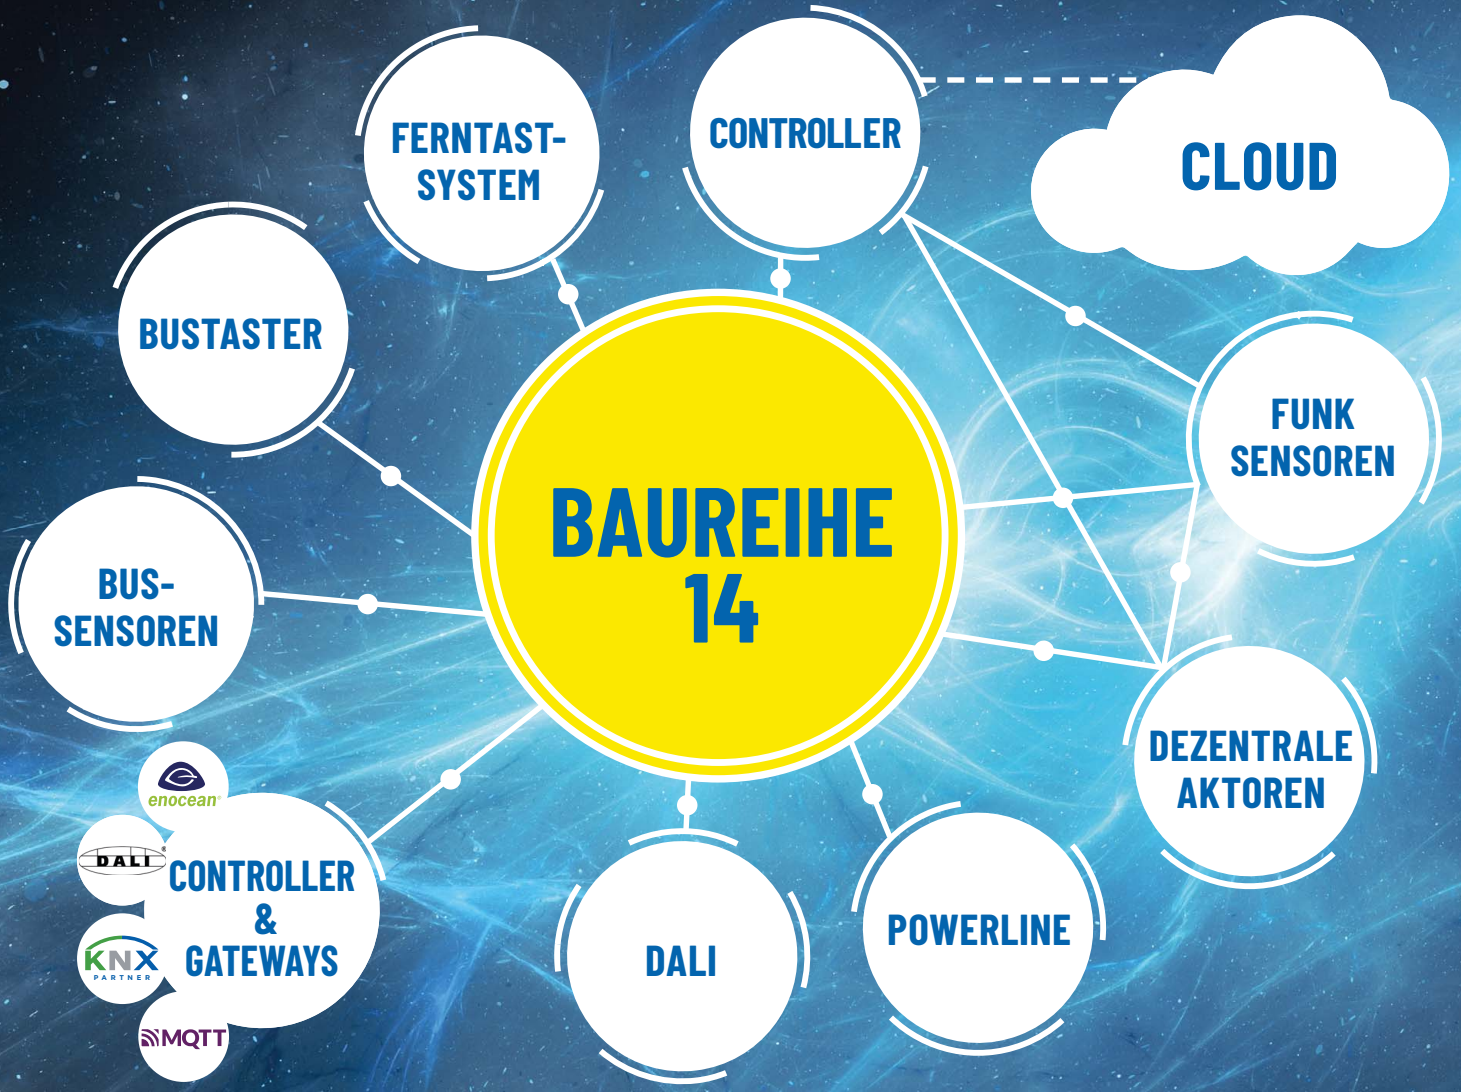 FERNTAST-
SYSTEM
CONTROLLER
CLOUD
BUSTASTER
FUNK
SENSOREN
BAUREIHE
14
BUS-
SENSOREN
DEZENTRALE
AKTOREN
enocean®
DALI
CONTROLLER
&
GATEWAYS
KNX
PARTNER
MQTT
DALI
POWERLINE